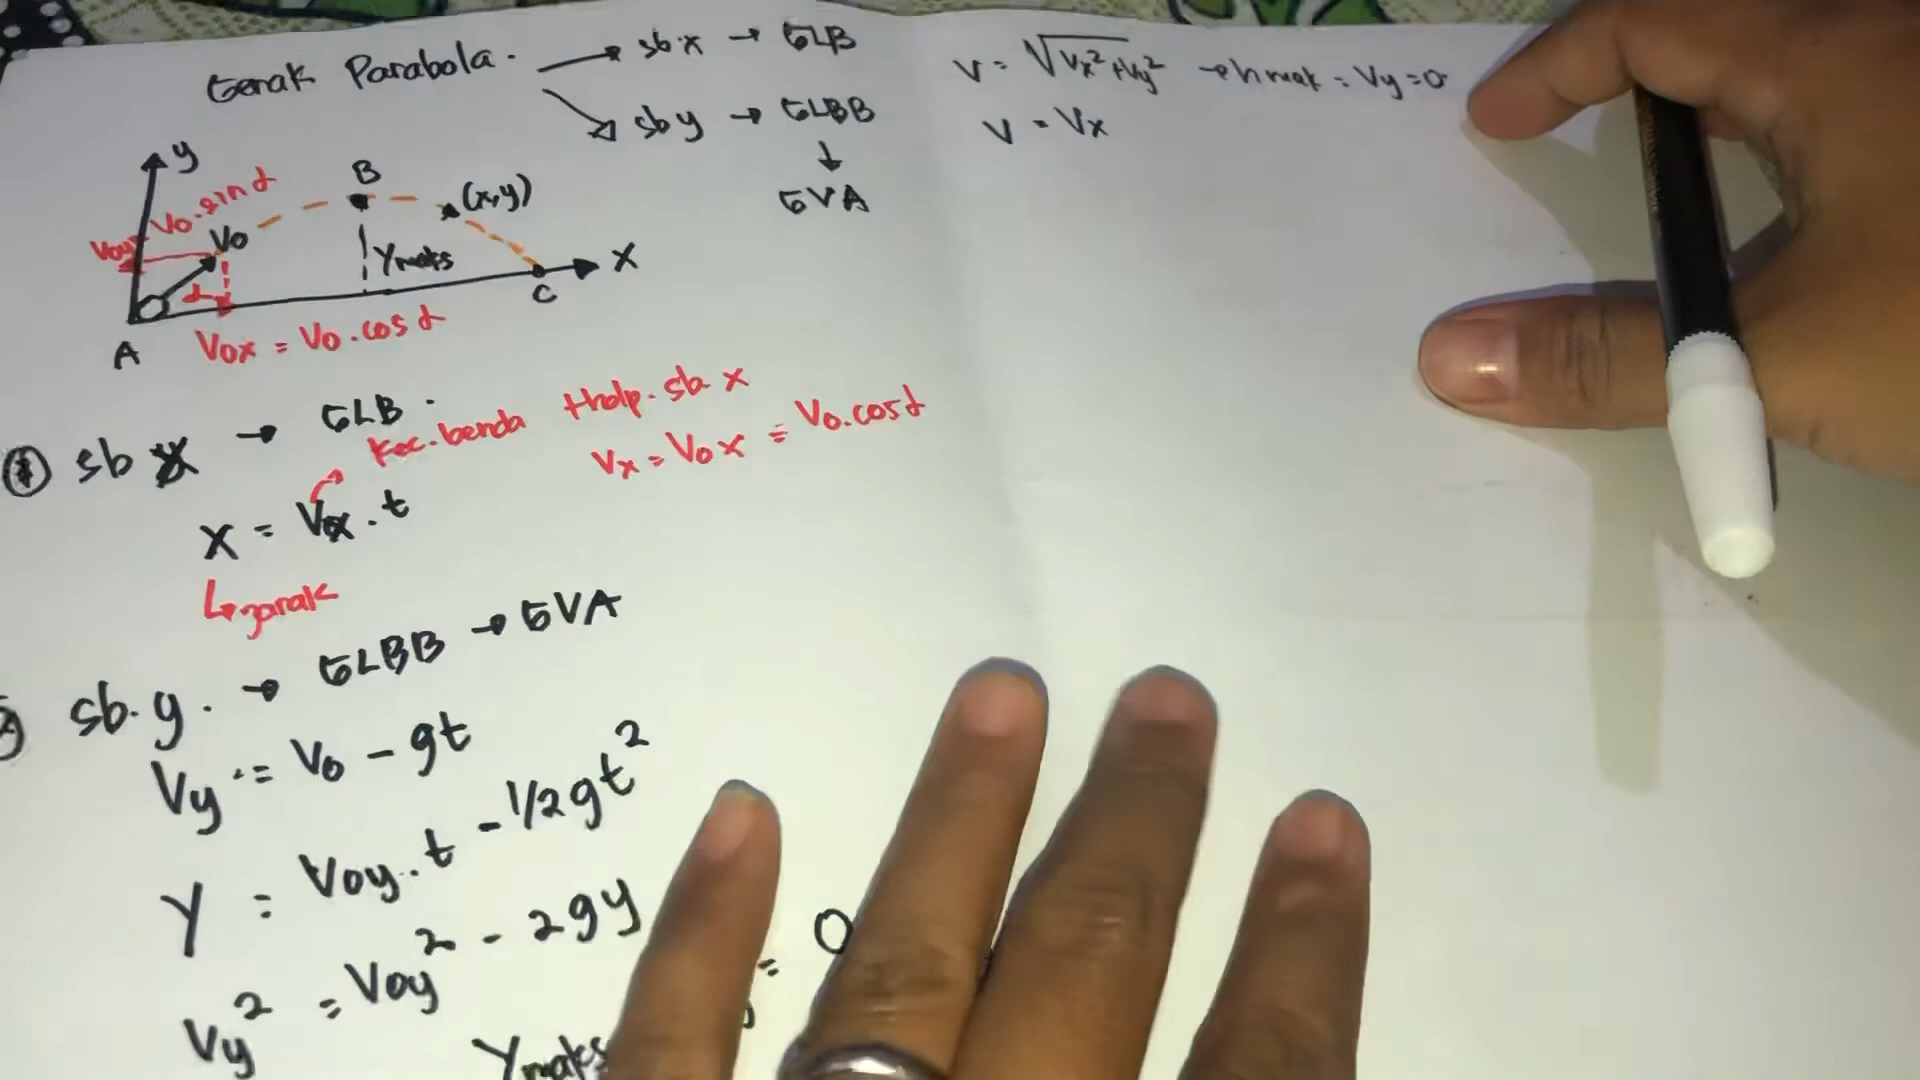 Gerak Parabola.
→ sb x → GLB
→ sb y → GLBB
↓
GVA
y
Voy = Vo. sin α
Vo
B
(x,y)
Ymaks
α
X
C
A
Vox = Vo . cos α
sb x → GLB .
kec. benda thdp. sb x
Vx = Vox = Vo. cos α
X = Vox . t
↳ jarak
sb. y . → GLBB → GVA
Vy = Vo - gt
Y = Voy . t - 1/2 gt²
Vy² = Voy² - 2gy
= 0
Ymaks
V = √Vx² + Vy² → h mak = Vy = 0
V = Vx